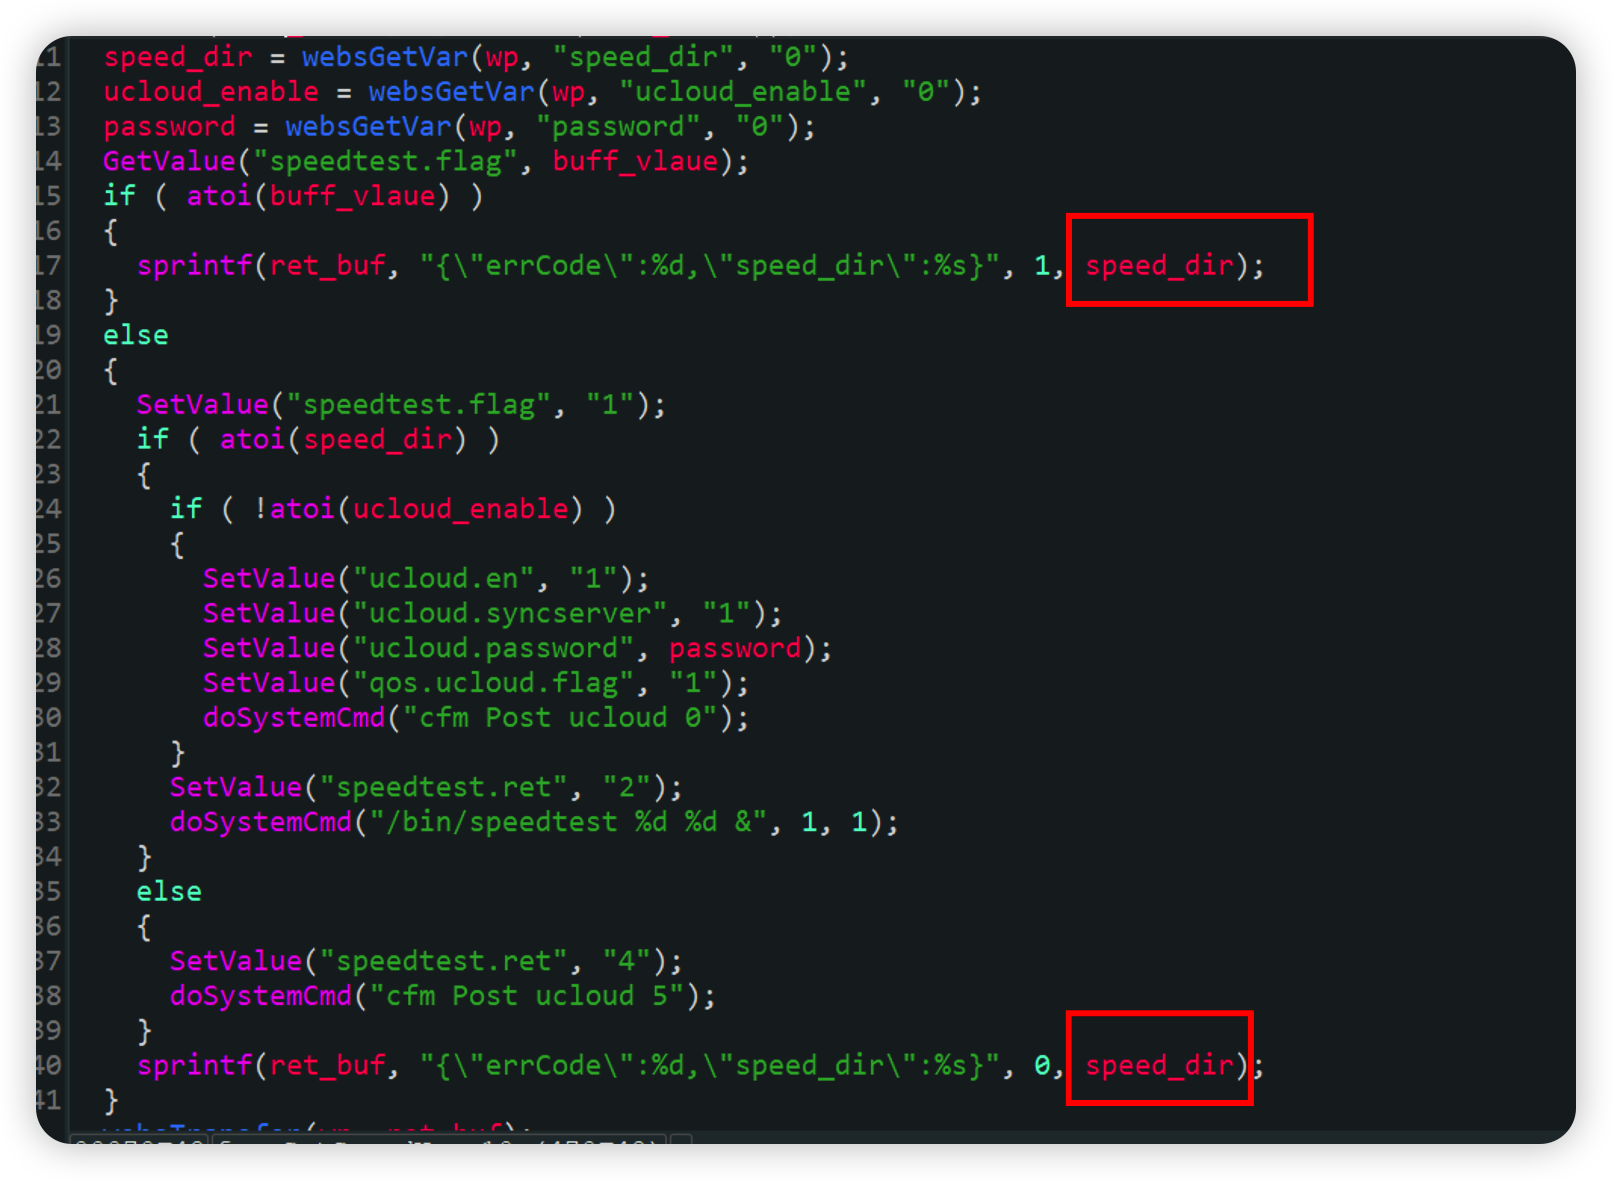 11 speed_dir = websGetVar(wp, "speed_dir", "0");
12 ucloud_enable = websGetVar(wp, "ucloud_enable", "0");
13 password = websGetVar(wp, "password", "0");
14 GetValue("speedtest.flag", buff_vlaue);
15 if ( atoi(buff_vlaue) )
16 {
17 sprintf(ret_buf, "{\"errCode\":%d,\"speed_dir\":%s}", 1, speed_dir);
18 }
19 else
20 {
21 SetValue("speedtest.flag", "1");
22 if ( atoi(speed_dir) )
23 {
24 if ( !atoi(ucloud_enable) )
25 {
26 SetValue("ucloud.en", "1");
27 SetValue("ucloud.syncserver", "1");
28 SetValue("ucloud.password", password);
29 SetValue("qos.ucloud.flag", "1");
30 doSystemCmd("cfm Post ucloud 0");
31 }
32 SetValue("speedtest.ret", "2");
33 doSystemCmd("/bin/speedtest %d %d &", 1, 1);
34 }
35 else
36 {
37 SetValue("speedtest.ret", "4");
38 doSystemCmd("cfm Post ucloud 5");
39 }
40 sprintf(ret_buf, "{\"errCode\":%d,\"speed_dir\":%s}", 0, speed_dir);
41 }